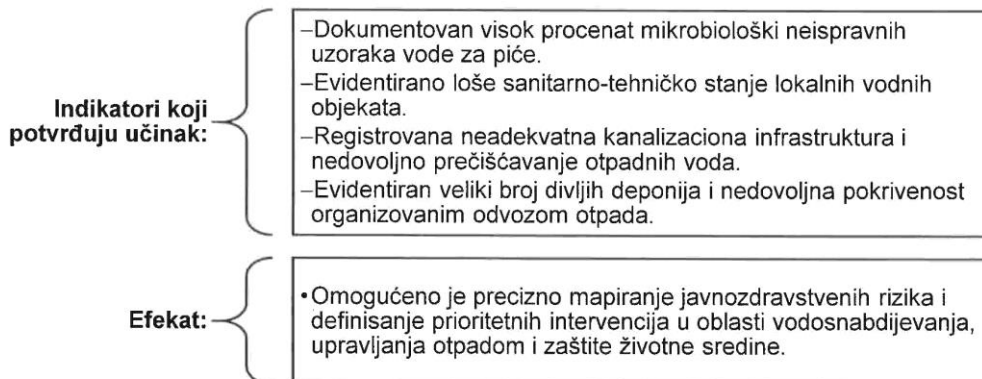 Indikatori koji
potvrđuju učinak:
–Dokumentovan visok procenat mikrobiološki neispravnih
uzoraka vode za piće.
–Evidentirano loše sanitarno-tehničko stanje lokalnih vodnih
objekata.
–Registrovana neadekvatna kanalizaciona infrastruktura i
nedovoljno prečišćavanje otpadnih voda.
–Evidentiran veliki broj divljih deponija i nedovoljna pokrivenost
organizovanim odvozom otpada.
Efekat:
•Omogućeno je precizno mapiranje javnozdravstvenih rizika i
definisanje prioritetnih intervencija u oblasti vodosnabdijevanja,
upravljanja otpadom i zaštite životne sredine.